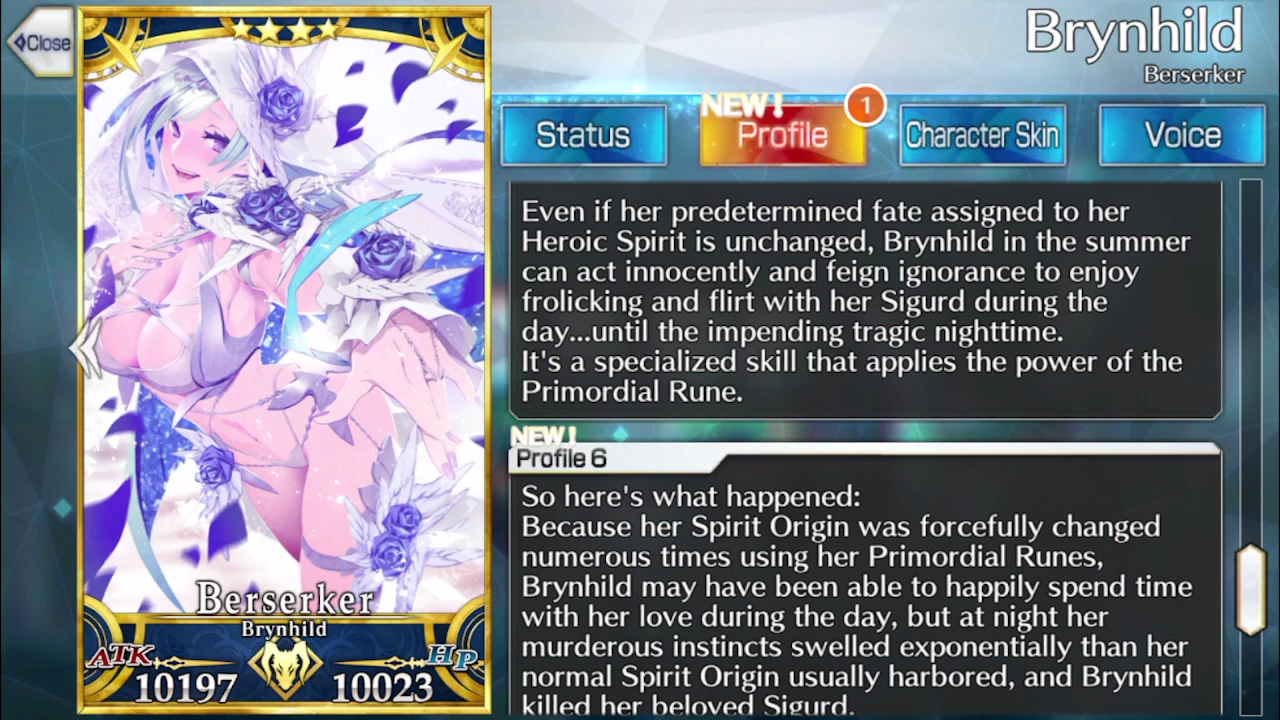 Close
Brynhild
Berserker
Status
NEW!
Profile
1
Character Skin
Voice
Even if her predetermined fate assigned to her
Heroic Spirit is unchanged, Brynhild in the summer
can act innocently and feign ignorance to enjoy
frolicking and flirt with her Sigurd during the
day...until the impending tragic nighttime.
It's a specialized skill that applies the power of the
Primordial Rune.
NEW!
Profile 6
So here's what happened:
Because her Spirit Origin was forcefully changed
numerous times using her Primordial Runes,
Brynhild may have been able to happily spend time
with her love during the day, but at night her
murderous instincts swelled exponentially than her
normal Spirit Origin usually harbored, and Brynhild
killed her beloved Sigurd.
Berserker
Brynhild
ATK
10197
HP
10023